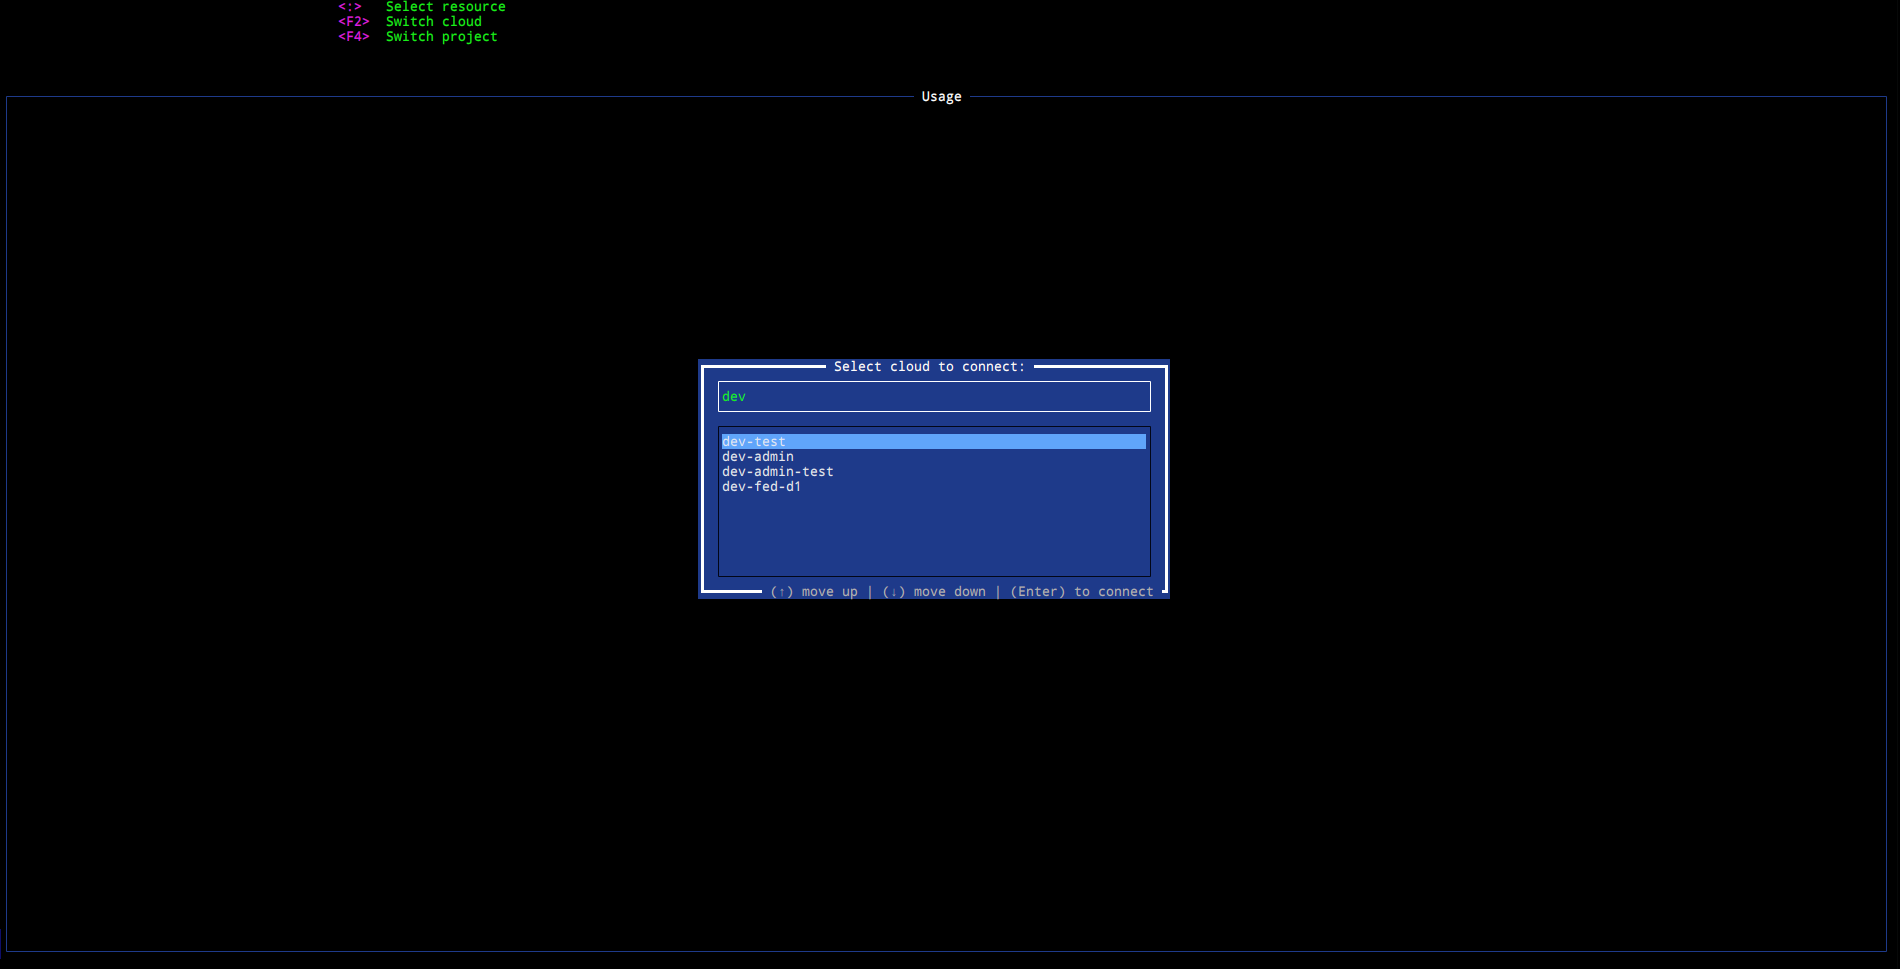 <:> Select resource
<F2> Switch cloud
<F4> Switch project
Usage
Select cloud to connect:
dev
dev-test
dev-admin
dev-admin-test
dev-fed-d1
(↑) move up | (↓) move down | (Enter) to connect